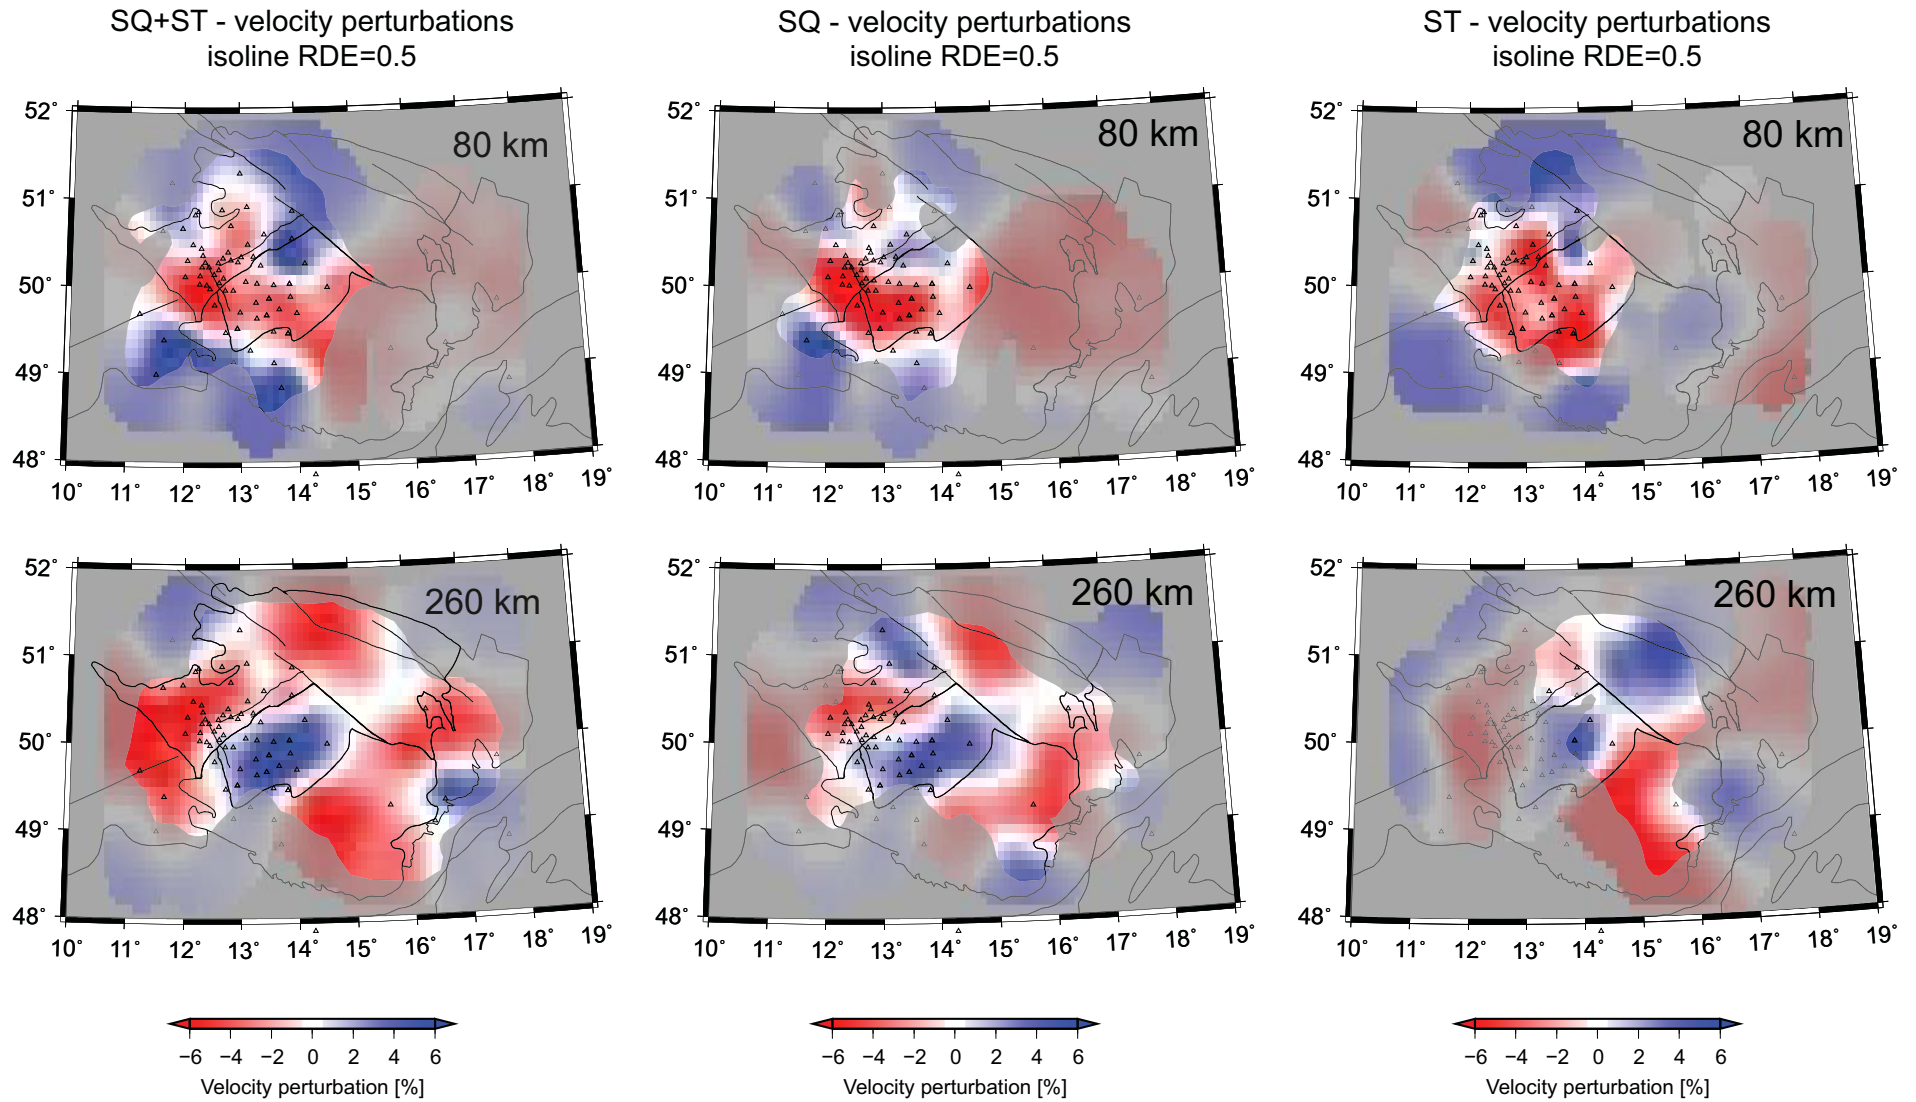 SQ+ST - velocity perturbations
isoline RDE=0.5
SQ - velocity perturbations
isoline RDE=0.5
ST - velocity perturbations
isoline RDE=0.5
80 km
52˚
51˚
50˚
49˚
48˚
10˚ 11˚ 12˚ 13˚ 14˚ 15˚ 16˚ 17˚ 18˚ 19˚
80 km
52˚
51˚
50˚
49˚
48˚
10˚ 11˚ 12˚ 13˚ 14˚ 15˚ 16˚ 17˚ 18˚ 19˚
80 km
52˚
51˚
50˚
49˚
48˚
10˚ 11˚ 12˚ 13˚ 14˚ 15˚ 16˚ 17˚ 18˚ 19˚
260 km
52˚
51˚
50˚
49˚
48˚
10˚ 11˚ 12˚ 13˚ 14˚ 15˚ 16˚ 17˚ 18˚ 19˚
260 km
52˚
51˚
50˚
49˚
48˚
10˚ 11˚ 12˚ 13˚ 14˚ 15˚ 16˚ 17˚ 18˚ 19˚
260 km
52˚
51˚
50˚
49˚
48˚
10˚ 11˚ 12˚ 13˚ 14˚ 15˚ 16˚ 17˚ 18˚ 19˚
−6 −4 −2 0 2 4 6
Velocity perturbation [%]
−6 −4 −2 0 2 4 6
Velocity perturbation [%]
−6 −4 −2 0 2 4 6
Velocity perturbation [%]